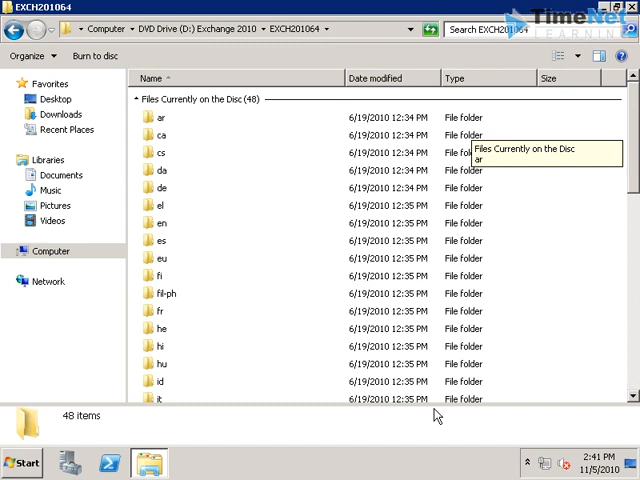 EXCH201064
Computer ▸ DVD Drive (D:) Exchange 2010 ▸ EXCH201064 ▸
Search EXCH201064
TimeNet
LEARNING
Organize
Burn to disc
Name
Date modified
Type
Size
Favorites
Desktop
Downloads
Recent Places
Libraries
Documents
Music
Pictures
Videos
Computer
Network
Files Currently on the Disc (48)
ar 6/19/2010 12:34 PM File folder
ca 6/19/2010 12:34 PM File folder
cs 6/19/2010 12:34 PM File fo
da 6/19/2010 12:34 PM File folder
de 6/19/2010 12:34 PM File folder
el 6/19/2010 12:35 PM File folder
en 6/19/2010 12:35 PM File folder
es 6/19/2010 12:35 PM File folder
eu 6/19/2010 12:35 PM File folder
fi 6/19/2010 12:35 PM File folder
fil-ph 6/19/2010 12:35 PM File folder
fr 6/19/2010 12:35 PM File folder
he 6/19/2010 12:35 PM File folder
hi 6/19/2010 12:35 PM File folder
hu 6/19/2010 12:35 PM File folder
id 6/19/2010 12:35 PM File folder
it 6/19/2010 12:35 PM File folder
Files Currently on the Disc
ar
48 items
Start
2:41 PM
11/5/2010